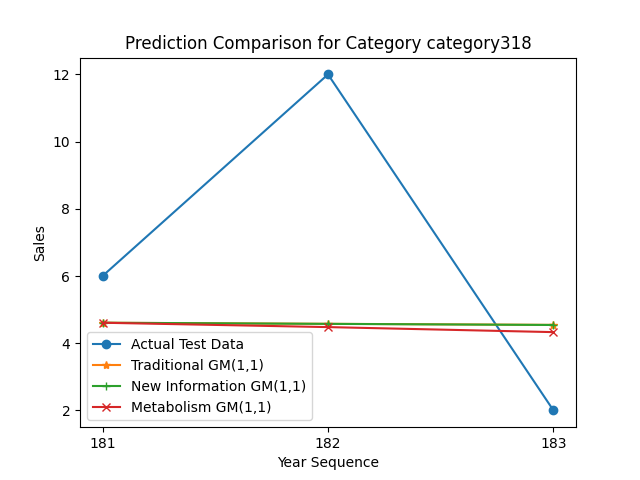 Prediction Comparison for Category category318
Sales
12
10
8
6
4
2
Actual Test Data
Traditional GM(1,1)
New Information GM(1,1)
Metabolism GM(1,1)
181
182
183
Year Sequence